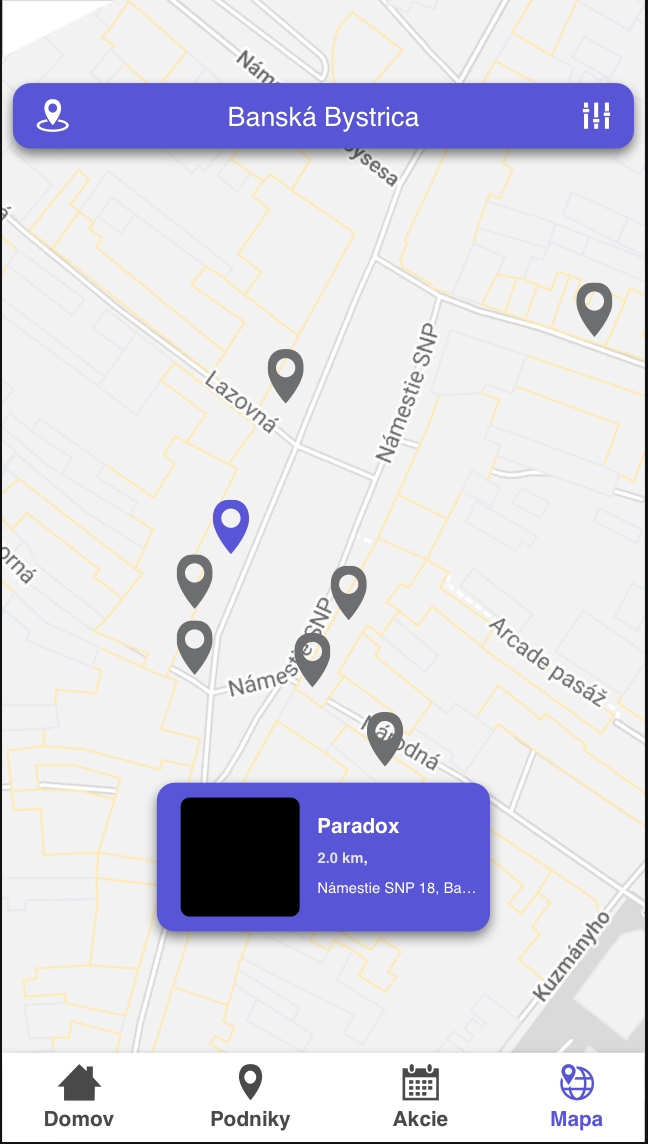 Nám
Banská Bystrica
ysesa
á
Námestie SNP
Lazovná
orná
Námestie SNP
Arcade pasáž
Národná
Paradox
2.0 km,
Námestie SNP 18, Ba...
Kuzmányho
Domov
Podniky
Akcie
Mapa